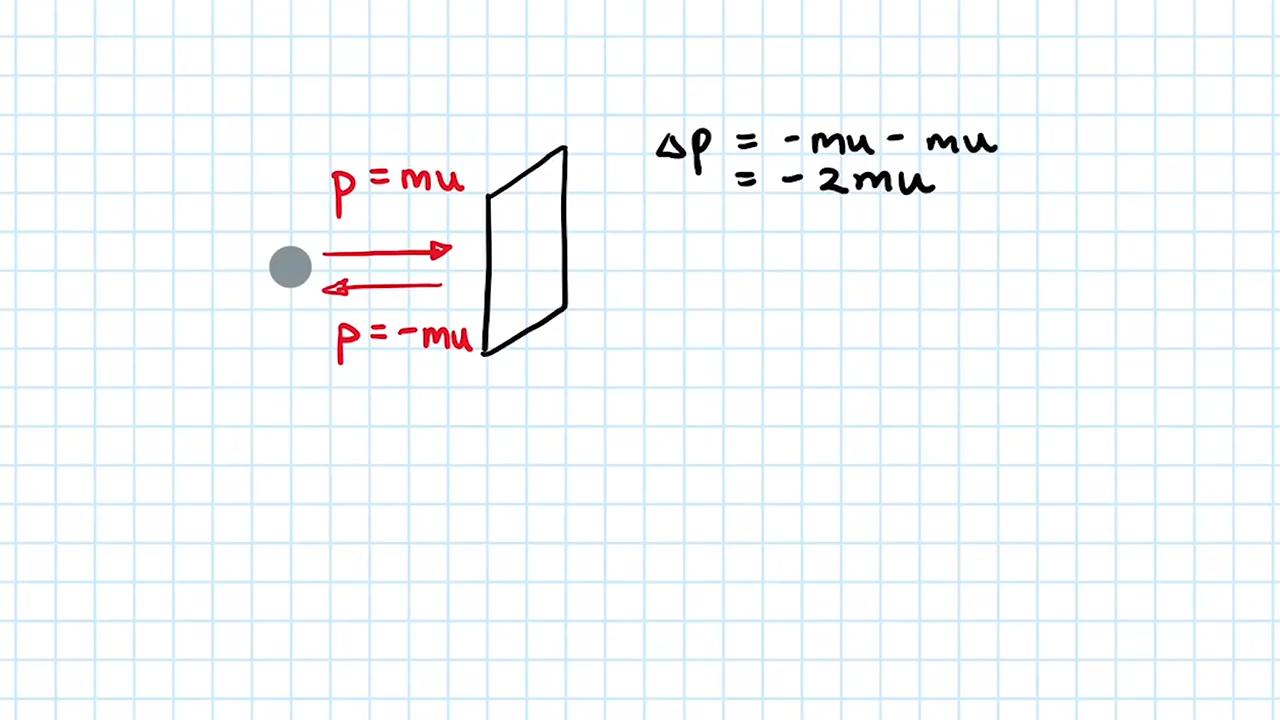 Δp = -mu - mu
= -2mu
p = mu
p = -mu